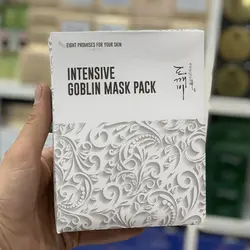 EIGHT PROMISES FOR YOUR SKIN
INTENSIVE
GOBLIN MASK PACK